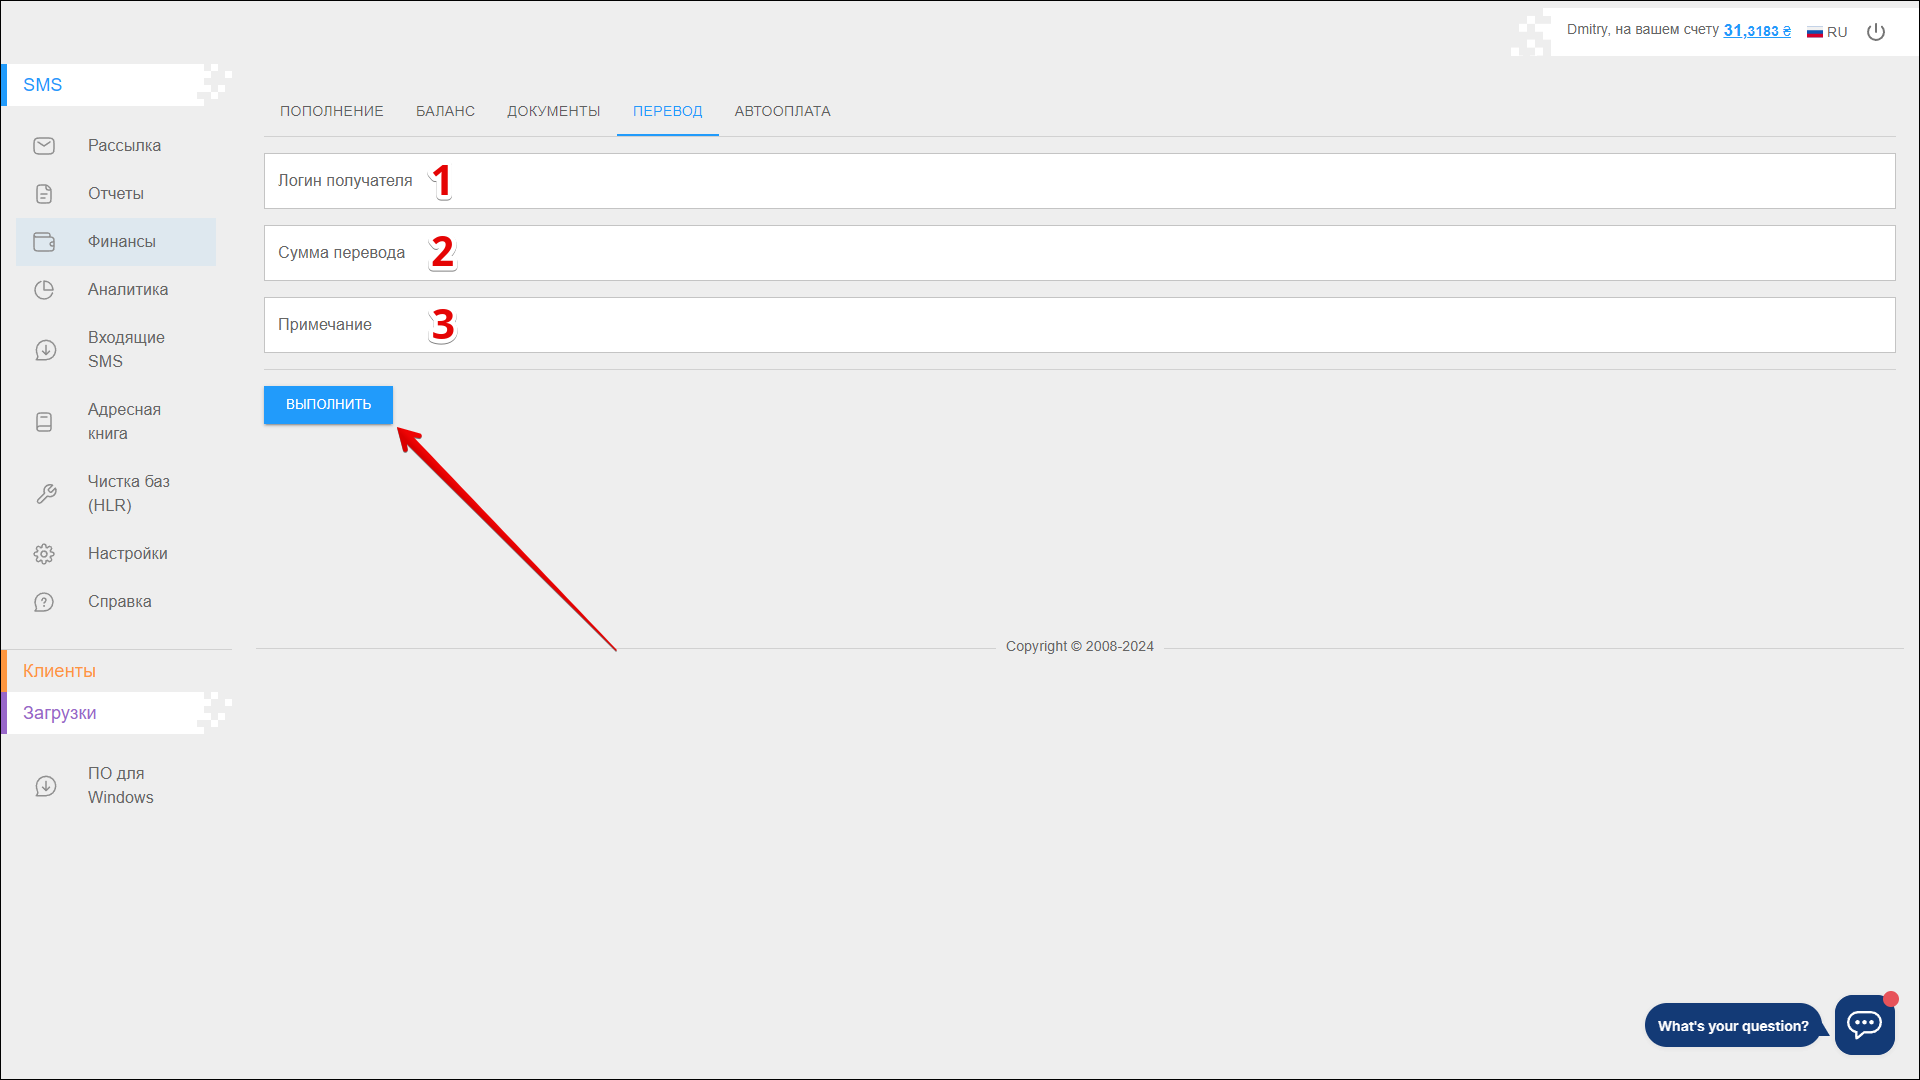 Dmitry, на вашем счету 31,3183 ₴
RU
SMS
Рассылка
Отчеты
Финансы
Аналитика
Входящие
SMS
Адресная
книга
Чистка баз
(HLR)
Настройки
Справка
Клиенты
Загрузки
ПО для
Windows
ПОПОЛНЕНИЕ БАЛАНС ДОКУМЕНТЫ ПЕРЕВОД АВТООПЛАТА
Логин получателя 1
Сумма перевода 2
Примечание 3
ВЫПОЛНИТЬ
Copyright © 2008-2024
What's your question?